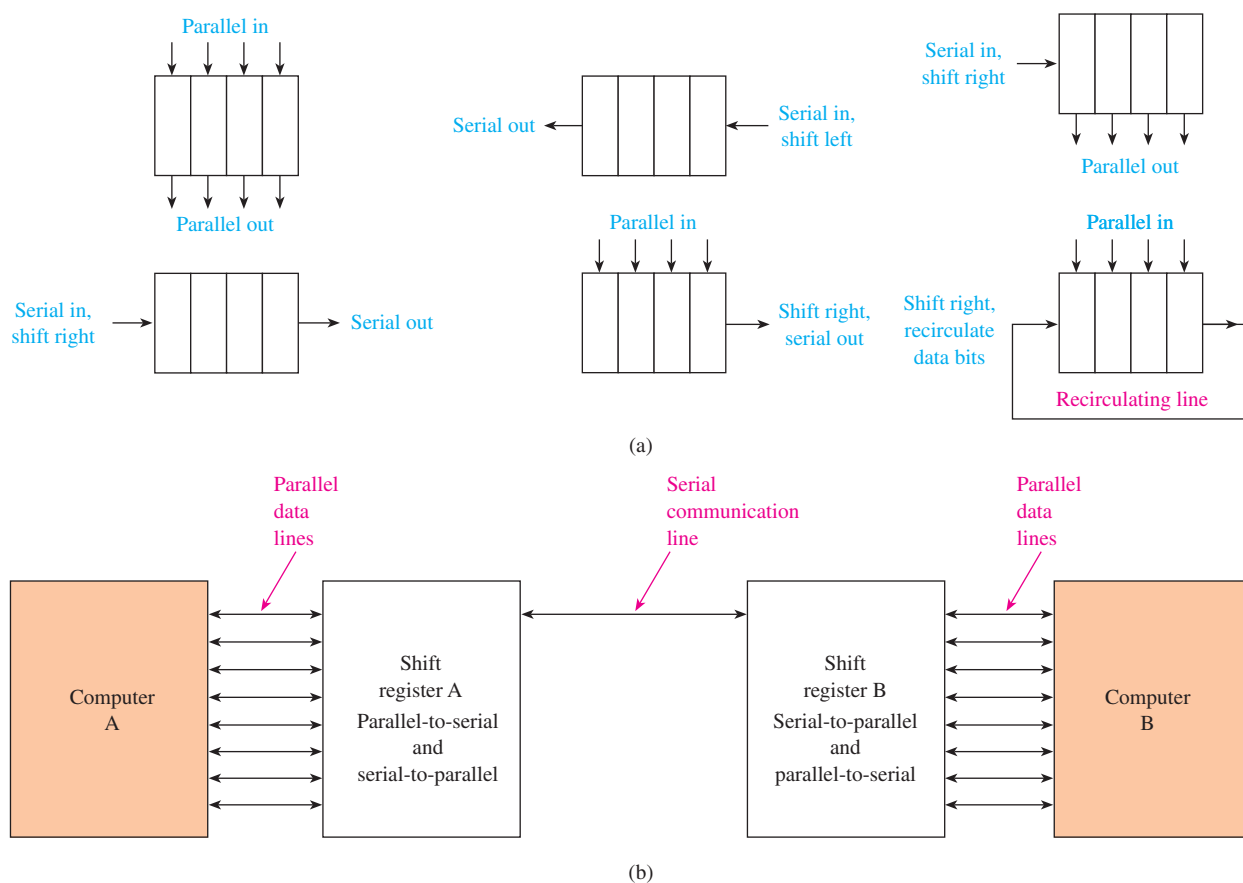 Parallel in
Parallel out
Serial in,
shift right
Serial out
Serial out
Serial in,
shift left
Parallel in
Shift right,
serial out
Serial in,
shift right
Parallel out
Parallel in
Shift right,
recirculate
data bits
Recirculating line
(a)
Parallel
data
lines
Serial
communication
line
Parallel
data
lines
Computer
A
Shift
register A
Parallel-to-serial
and
serial-to-parallel
Shift
register B
Serial-to-parallel
and
parallel-to-serial
Computer
B
(b)